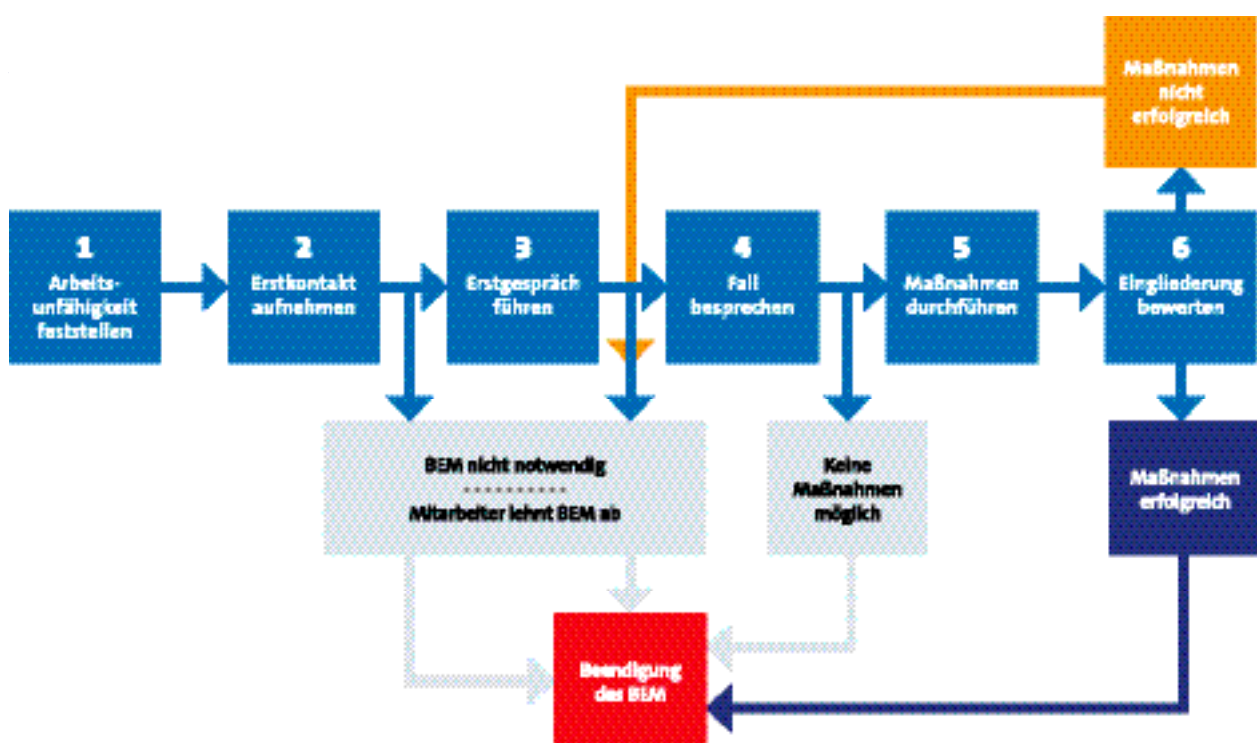 Maßnahmen
nicht
erfolgreich
1
Arbeits-
unfähigkeit
feststellen
2
Erstkontakt
aufnehmen
3
Erstgespräch
führen
4
Fall
besprechen
5
Maßnahmen
durchführen
6
Eingliederung
bewerten
BEM nicht notwendig
Mitarbeiter lehnt BEM ab
Keine
Maßnahmen
möglich
Maßnahmen
erfolgreich
Beendigung
des BEM